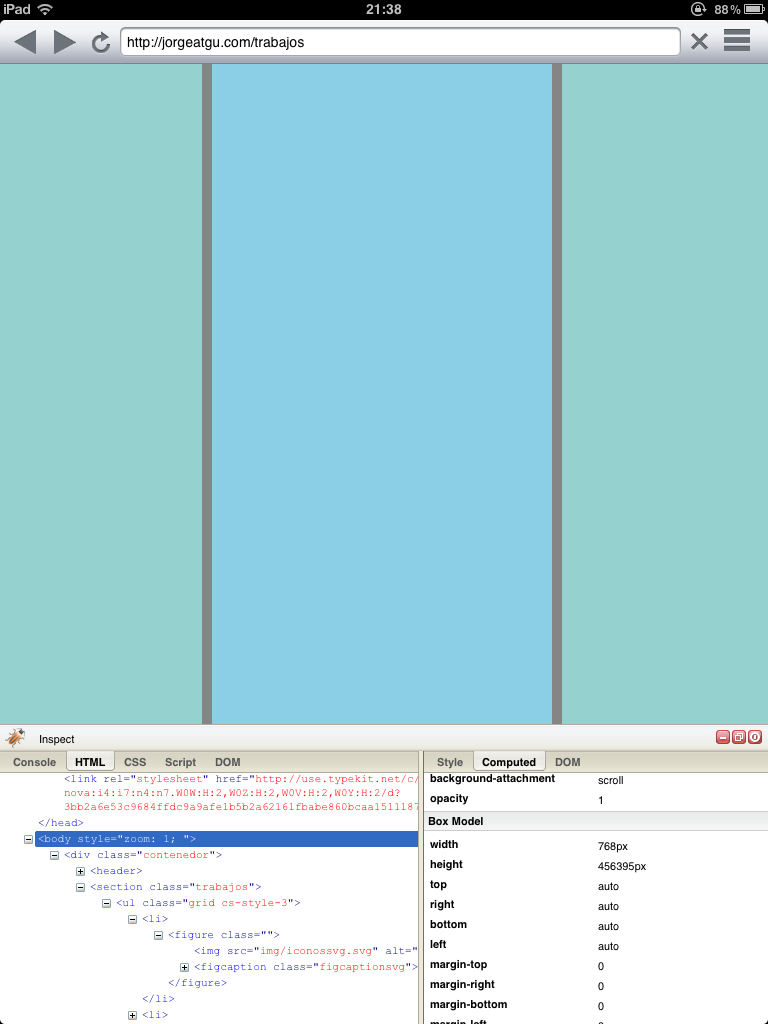 iPad 21:38 88%
http://jorgeatgu.com/trabajos
Inspect
Console HTML CSS Script DOM
<link rel="stylesheet" href="http://use.typekit.net/c/
nova:i4:i7:n4:n7.W0W:H:2,W0Z:H:2,W0V:H:2,W0Y:H:2/d?
3bb2a6e53c9684ffdc9a9afe1b5b2a62161fbabe860bcaa1511187
</head>
<body style="zoom: 1; ">
<div class="contenedor">
<header>
<section class="trabajos">
<ul class="grid cs-style-3">
<li>
<figure class="">
<img src="img/iconossvg.svg" alt="
<figcaption class="figcaptionsvg">
</figure>
</li>
<li>
Style Computed DOM
background-attachment scroll
opacity 1
Box Model
width 768px
height 456395px
top auto
right auto
bottom auto
left auto
margin-top 0
margin-right 0
margin-bottom 0
margin-left 0